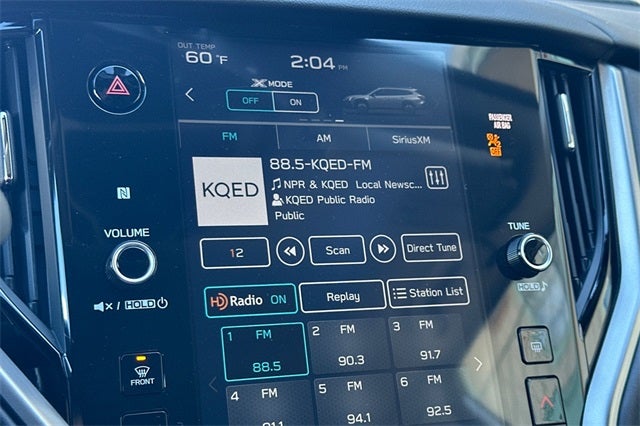 OUT TEMP
60°F
2:04 PM
X MODE
OFF ON
FM AM SiriusXM
PASSENGER
AIR BAG
KQED
88.5-KQED-FM
NPR & KQED Local Newsc...
KQED Public Radio
Public
VOLUME
TUNE
12 Scan Direct Tune
HOLD
HOLD
HD Radio ON Replay Station List
1 FM 2 FM 3 FM
88.5 90.3 91.7
FRONT
4 FM 5 FM 6 FM
94.1 92.5